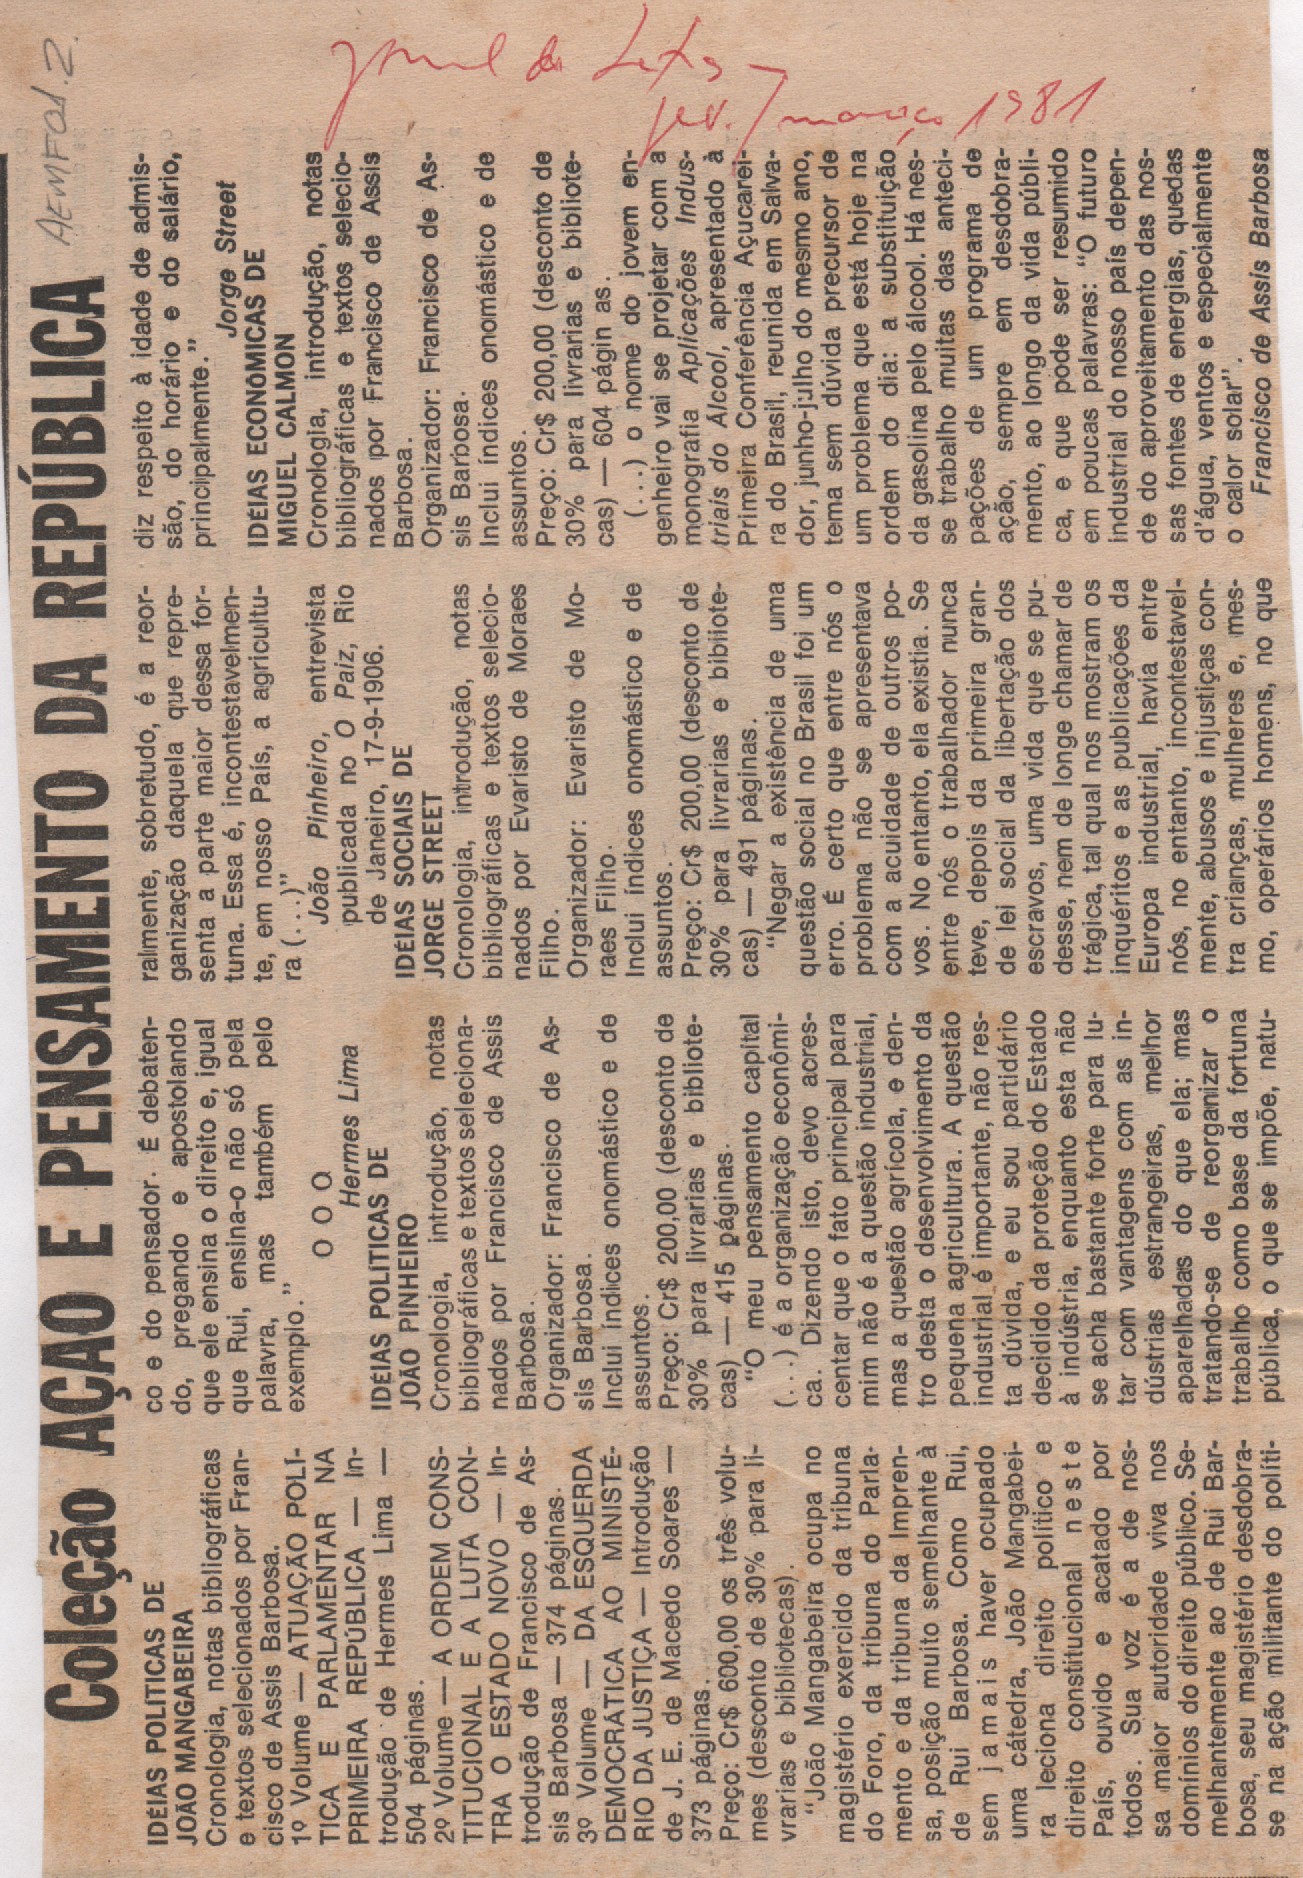 AEMF01.2
Jornal de Letras
fev./março 1981
Coleção AÇÃO E PENSAMENTO DA REPÚBLICA
IDÉIAS POLÍTICAS DE
JOÃO MANGABEIRA
Cronologia, notas bibliográficas
e textos selecionados por Fran-
cisco de Assis Barbosa.
1º Volume — ATUAÇÃO POLÍ-
TICA E PARLAMENTAR NA
PRIMEIRA REPÚBLICA — In-
trodução de Hermes Lima —
504 páginas.
2º Volume — A ORDEM CONS-
TITUCIONAL E A LUTA CON-
TRA O ESTADO NOVO — In-
trodução de Francisco de As-
sis Barbosa — 374 páginas.
3º Volume — DA ESQUERDA
DEMOCRÁTICA AO MINISTÉ-
RIO DA JUSTIÇA — Introdução
de J. E. de Macedo Soares —
373 páginas.
Preço: Cr$ 600,00 os três volu-
mes (desconto de 30% para li-
vrarias e bibliotecas).
“João Mangabeira ocupa no
magistério exercido da tribuna
do Foro, da tribuna do Parla-
mento e da tribuna da Impren-
sa, posição muito semelhante à
de Rui Barbosa. Como Rui,
sem jamais haver ocupado
uma cátedra, João Mangabei-
ra leciona direito político e
direito constitucional neste
País, ouvido e acatado por
todos. Sua voz é a de nos-
sa maior autoridade viva nos
domínios do direito público. Se-
melhantemente ao de Rui Bar-
bosa, seu magistério desdobra-
se na ação militante do políti-
co e do pensador. É debaten-
do, pregando e apostolando
que ele ensina o direito e, igual
que Rui, ensina-o não só pela
palavra, mas também pelo
exemplo.”
O O O
Hermes Lima
IDÉIAS POLÍTICAS DE
JOÃO PINHEIRO
Cronologia, introdução, notas
bibliográficas e textos seleciona-
nados por Francisco de Assis
Barbosa.
Organizador: Francisco de As-
sis Barbosa.
Inclui índices onomástico e de
assuntos.
Preço: Cr$ 200,00 (desconto de
30% para livrarias e bibliote-
cas) — 415 páginas.
“O meu pensamento capital
(...) é a organização econômi-
ca. Dizendo isto, devo acres-
centar que o fato principal para
mim não é a questão industrial,
mas a questão agrícola, e den-
tro desta o desenvolvimento da
pequena agricultura. A questão
industrial é importante, não res-
ta dúvida, e eu sou partidário
decidido da proteção do Estado
à indústria, enquanto esta não
se acha bastante forte para lu-
tar com vantagens com as in-
dústrias estrangeiras, melhor
aparelhadas do que ela; mas
tratando-se de reorganizar o
trabalho como base da fortuna
pública, o que se impõe, natu-
ralmente, sobretudo, é a reor-
ganização daquela que repre-
senta a parte maior dessa for-
tuna. Essa é, incontestavelmen-
te, em nosso País, a agricultu-
ra (...)”
João Pinheiro, entrevista
publicada no O Paiz, Rio
de Janeiro, 17-9-1906.
IDÉIAS SOCIAIS DE
JORGE STREET
Cronologia, introdução, notas
bibliográficas e textos selecio-
nados por Evaristo de Moraes
Filho.
Organizador: Evaristo de Mo-
raes Filho.
Inclui índices onomástico e de
assuntos.
Preço: Cr$ 200,00 (desconto de
30% para livrarias e bibliote-
cas) — 491 páginas.
“Negar a existência de uma
questão social no Brasil foi um
erro. É certo que entre nós o
problema não se apresentava
com a acuidade de outros po-
vos. No entanto, ela existia. Se
entre nós o trabalhador nunca
teve, depois da primeira gran-
de lei social da libertação dos
escravos, uma vida que se pu-
desse, nem de longe chamar de
trágica, tal qual nos mostram os
inquéritos e as publicações da
Europa industrial, havia entre
nós, no entanto, incontestavel-
mente, abusos e injustiças con-
tra crianças, mulheres e, mes-
mo, operários homens, no que
diz respeito à idade de admis-
são, do horário e do salário,
principalmente.”
Jorge Street
IDÉIAS ECONÔMICAS DE
MIGUEL CALMON
Cronologia, introdução, notas
bibliográficas e textos selecio-
nados por Francisco de Assis
Barbosa.
Organizador: Francisco de As-
sis Barbosa.
Inclui índices onomástico e de
assuntos.
Preço: Cr$ 200,00 (desconto de
30% para livrarias e bibliote-
cas) — 604 págin as.
(...) o nome do jovem en-
genheiro vai se projetar com a
monografia Aplicações Indus-
triais do Álcool, apresentado à
Primeira Conferência Açucarei-
ra do Brasil, reunida em Salva-
dor, junho-julho do mesmo ano,
tema sem dúvida precursor de
um problema que está hoje na
ordem do dia: a substituição
da gasolina pelo álcool. Há nes-
se trabalho muitas das anteci-
pações de um programa de
ação, sempre em desdobra-
mento, ao longo da vida públi-
ca, e que pode ser resumido
em poucas palavras: “O futuro
industrial do nosso país depen-
de do aproveitamento das nos-
sas fontes de energias, quedas
d'água, ventos e especialmente
o calor solar”.
Francisco de Assis Barbosa